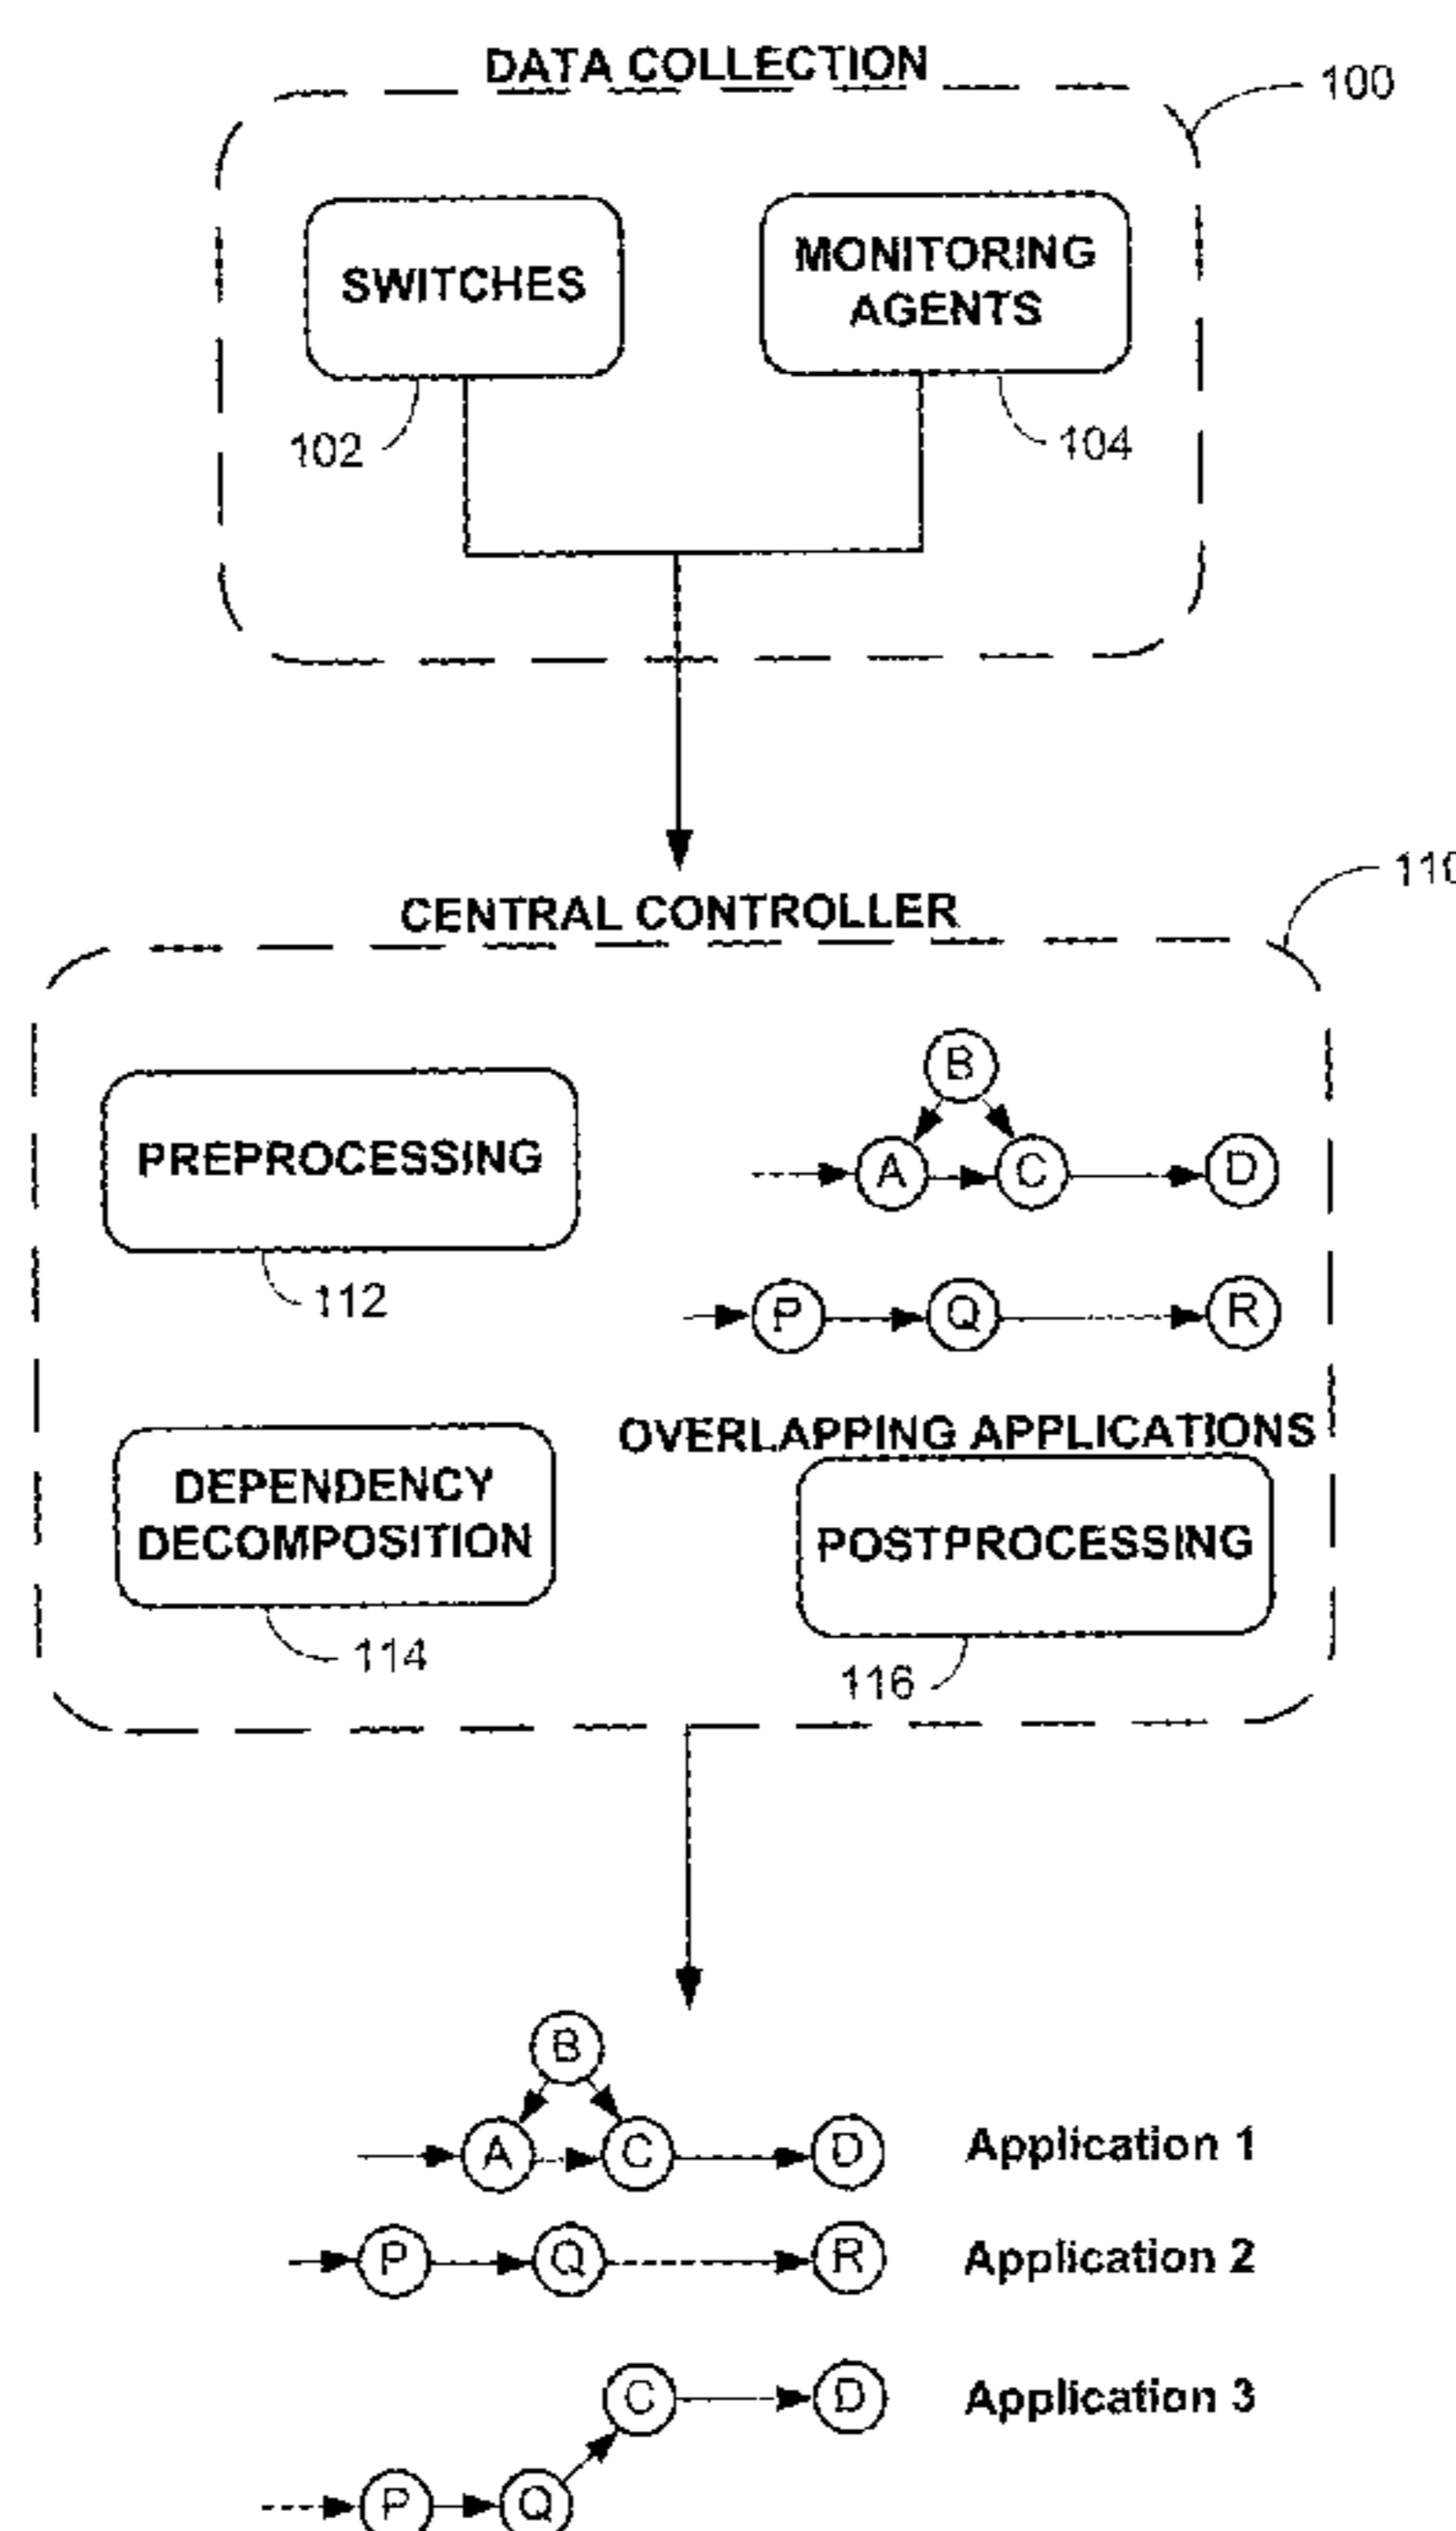 DATA COLLECTION
100
SWITCHES
MONITORING
AGENTS
102
104
CENTRAL CONTROLLER
110
PREPROCESSING
112
B
A C D
P Q R
OVERLAPPING APPLICATIONS
DEPENDENCY
DECOMPOSITION
114
POSTPROCESSING
116
B
A C D Application 1
P Q R Application 2
C D Application 3
P Q